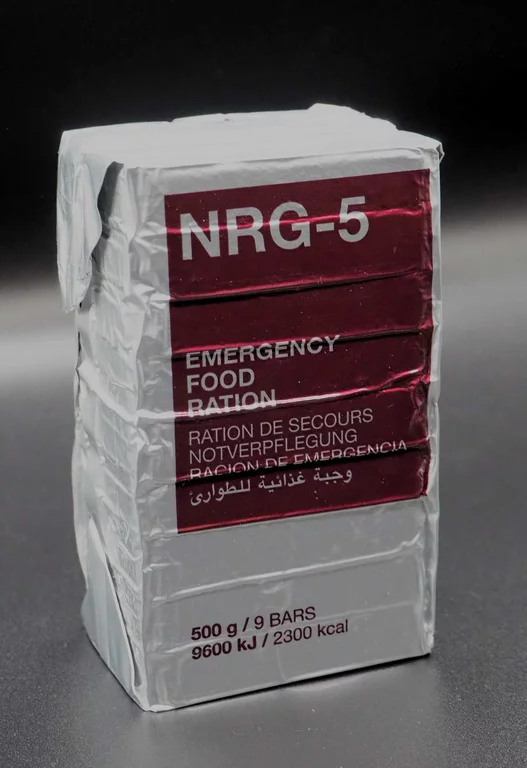 NRG-5
EMERGENCY
FOOD
RATION
RATION DE SECOURS
NOTVERPFLEGUNG
RACION DE EMERGENCIA
وجبة غذائية للطوارئ
500 g / 9 BARS
9600 kJ / 2300 kcal